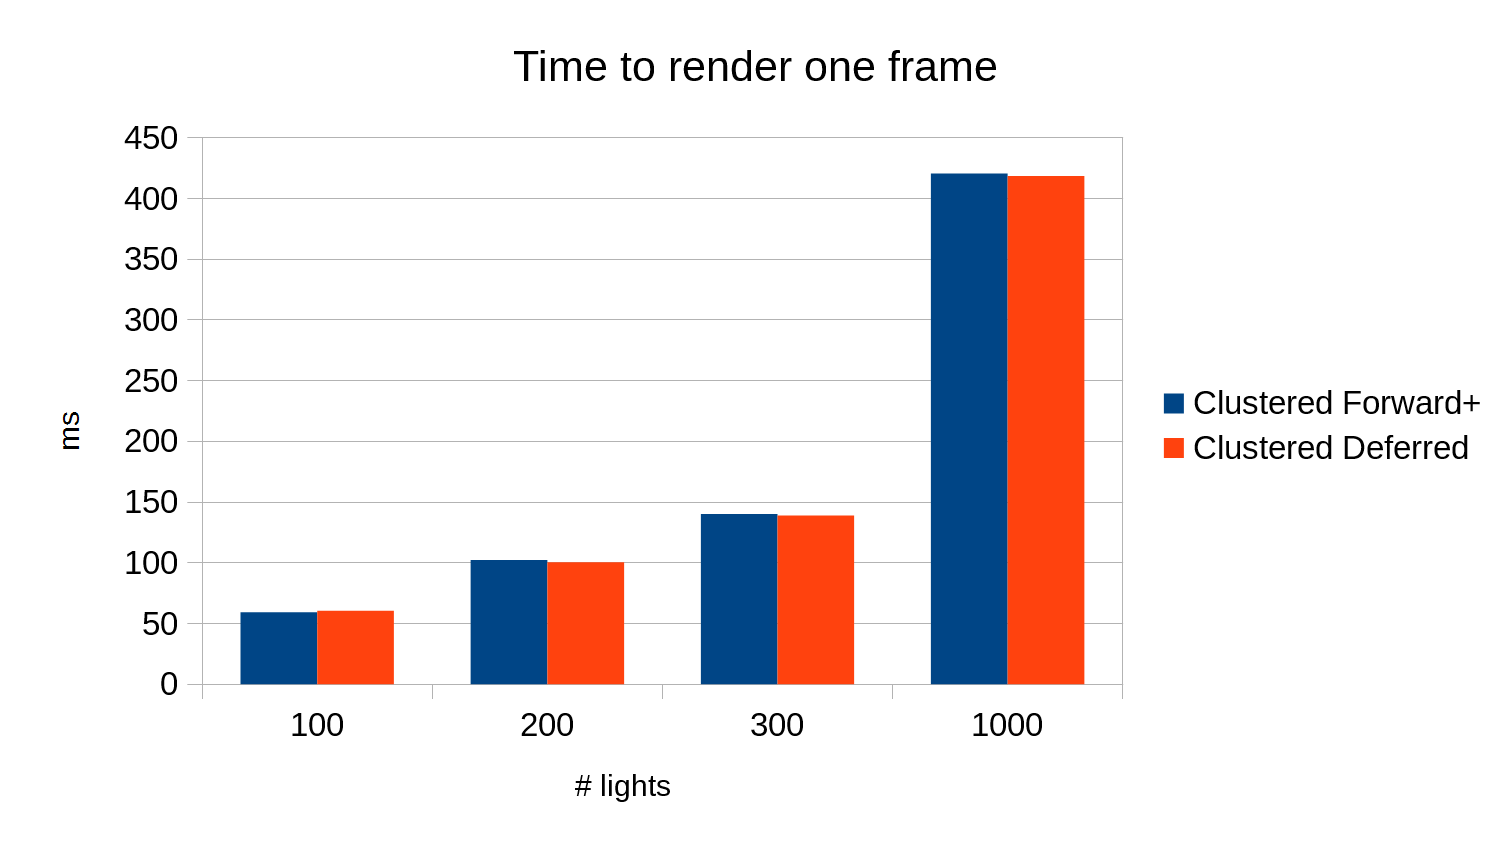 Time to render one frame
450
400
350
300
250
200
150
100
50
0
ms
100 200 300 1000
# lights
Clustered Forward+
Clustered Deferred